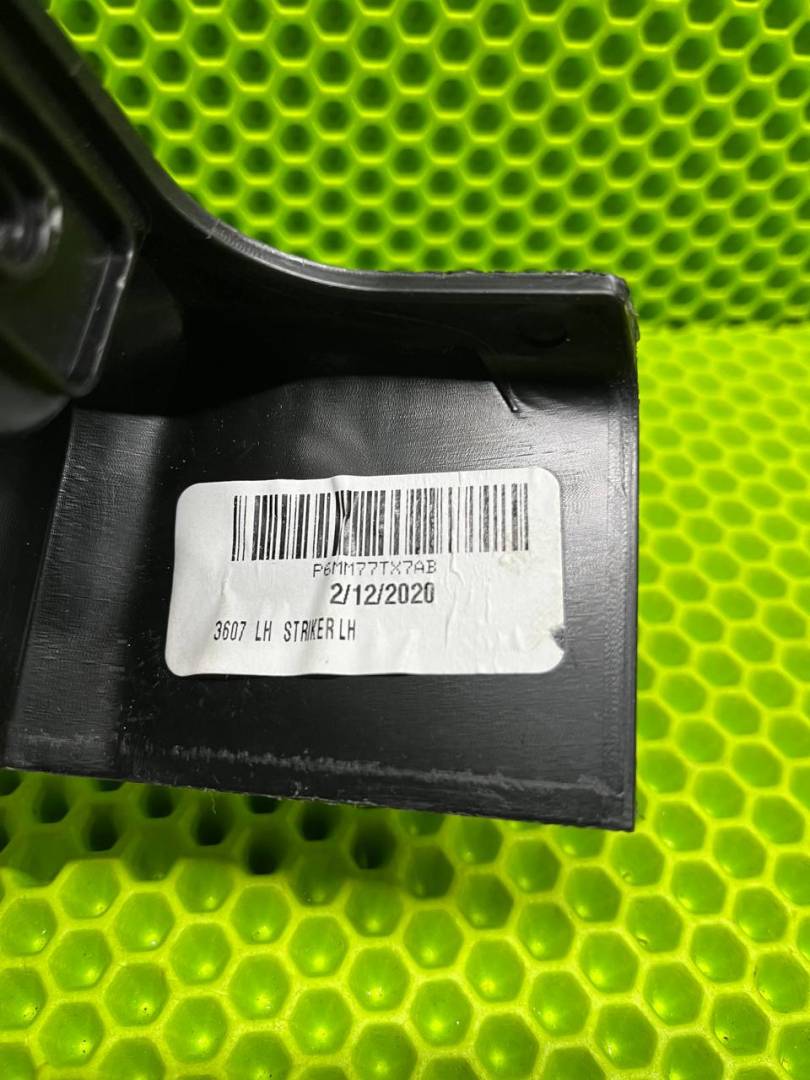 P6MM77TX7AB
2/12/2020
3607 LH STRIKER LH